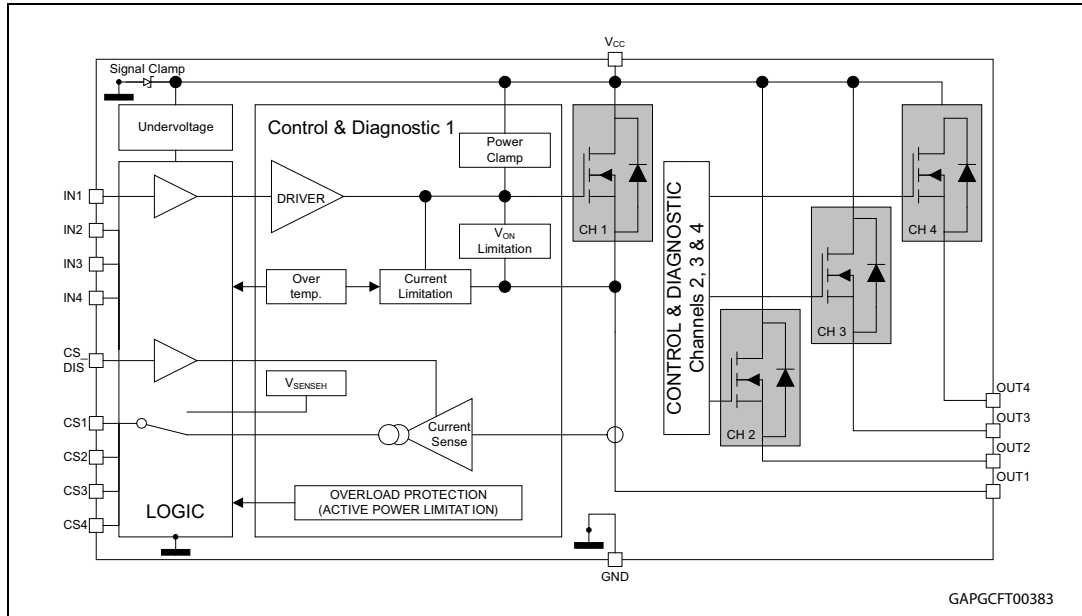 VCC
Signal Clamp
Undervoltage
Control & Diagnostic 1
Power
Clamp
IN1
DRIVER
CH 1
CH 4
IN2
VON
Limitation
IN3
IN4
Over
temp.
Current
Limitation
CONTROL & DIAGNOSTIC
Channels 2, 3 & 4
CH 3
CS_
DIS
VSENSEH
CH 2
OUT4
CS1
Current
Sense
OUT3
CS2
OUT2
CS3
OVERLOAD PROTECTION
(ACTIVE POWER LIMITATION)
OUT1
LOGIC
CS4
GND
GAPGCFT00383